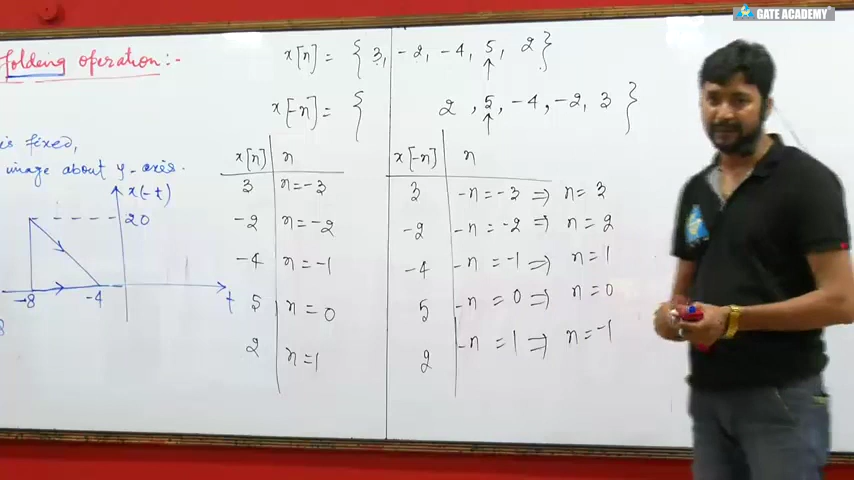 GATE ACADEMY
folding operation:-
x[n] = { 3, -2, -4, 5, 2 }
↑
x[-n] = { 2, 5, -4, -2, 3 }
↑
is fixed,
image about y-axis.
x(-t)
20
-8 -4 t
x[n] n
3 n=-3
-2 n=-2
-4 n=-1
5 n=0
2 n=1
x[-n] n
3 -n=-3 ⇒ n=3
-2 -n=-2 ⇒ n=2
-4 -n=-1 ⇒ n=1
5 -n=0 ⇒ n=0
2 -n=1 ⇒ n=-1